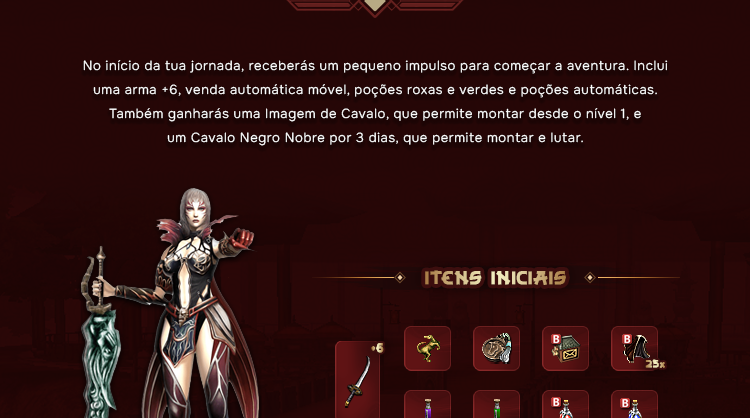 No início da tua jornada, receberás um pequeno impulso para começar a aventura. Inclui
uma arma +6, venda automática móvel, poções roxas e verdes e poções automáticas.
Também ganharás uma Imagem de Cavalo, que permite montar desde o nível 1, e
um Cavalo Negro Nobre por 3 dias, que permite montar e lutar.
ITENS INICIAIS
+6
B
B
25x
B
B